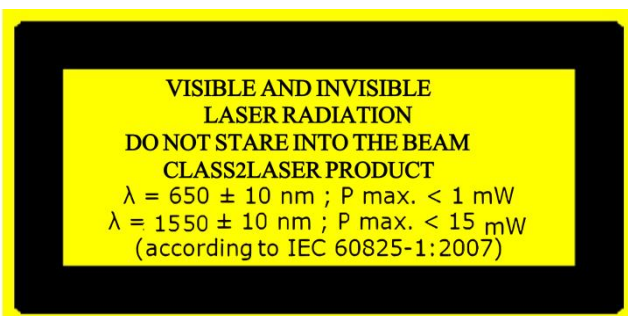 VISIBLE AND INVISIBLE
LASER RADIATION
DO NOT STARE INTO THE BEAM
CLASS2LASER PRODUCT
λ = 650 ± 10 nm ; P max. < 1 mW
λ = 1550 ± 10 nm ; P max. < 15 mW
(according to IEC 60825-1:2007)